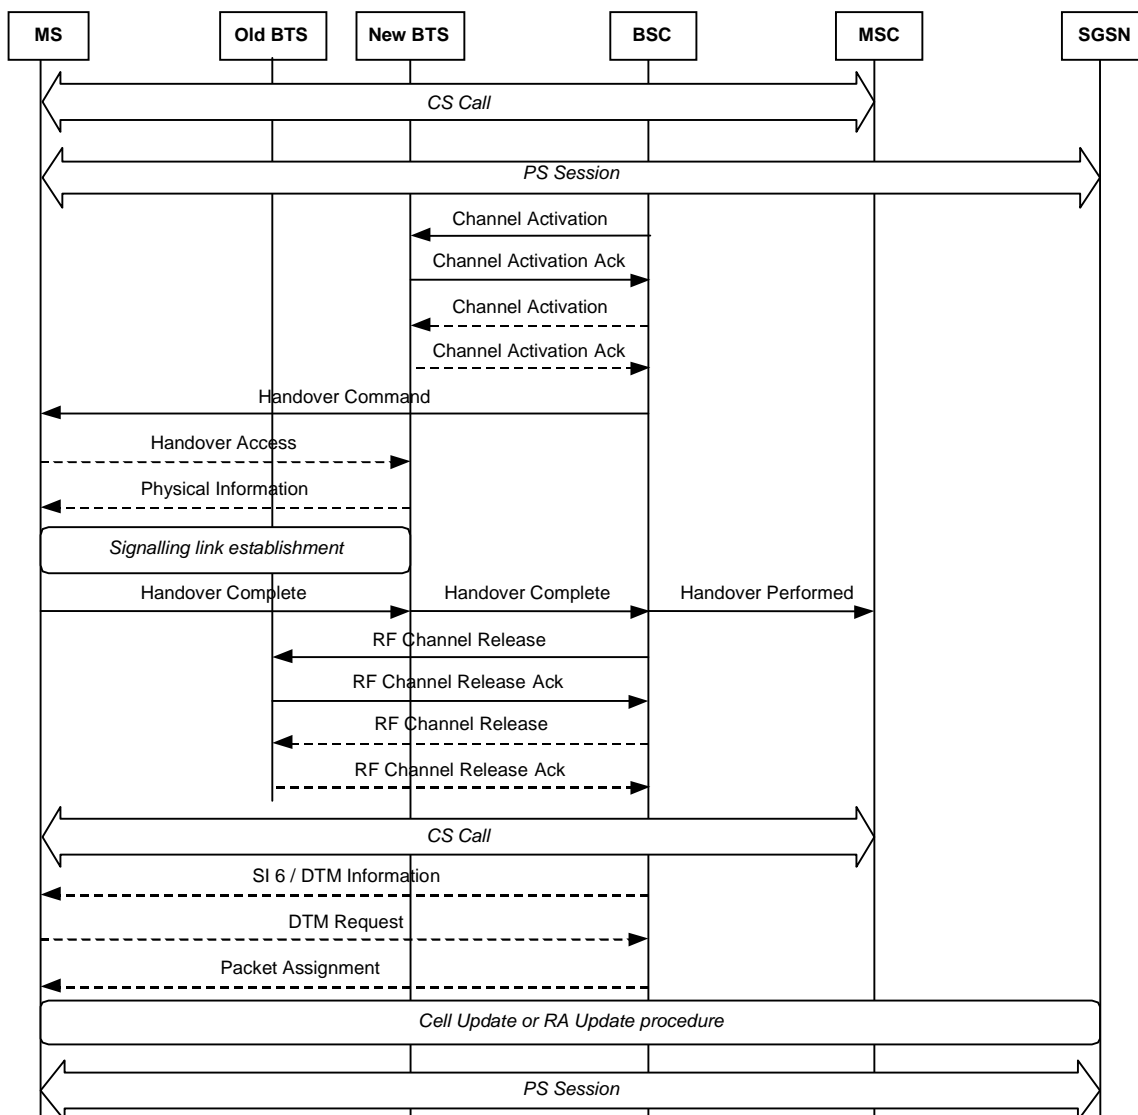 MS Old BTS New BTS BSC MSC SGSN
CS Call
PS Session
Channel Activation
Channel Activation Ack
Channel Activation
Channel Activation Ack
Handover Command
Handover Access
Physical Information
Signalling link establishment
Handover Complete Handover Complete Handover Performed
RF Channel Release
RF Channel Release Ack
RF Channel Release
RF Channel Release Ack
CS Call
SI 6 / DTM Information
DTM Request
Packet Assignment
Cell Update or RA Update procedure
PS Session